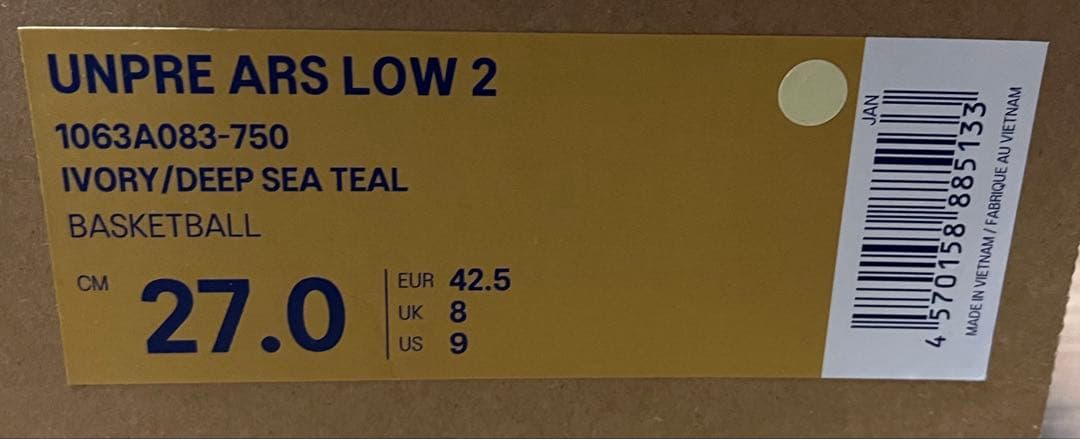 UNPRE ARS LOW 2
1063A083-750
IVORY/DEEP SEA TEAL
BASKETBALL
CM 27.0
EUR 42.5
UK 8
US 9
JAN
4 570158 885133
MADE IN VIETNAM / FABRIQUE AU VIETNAM